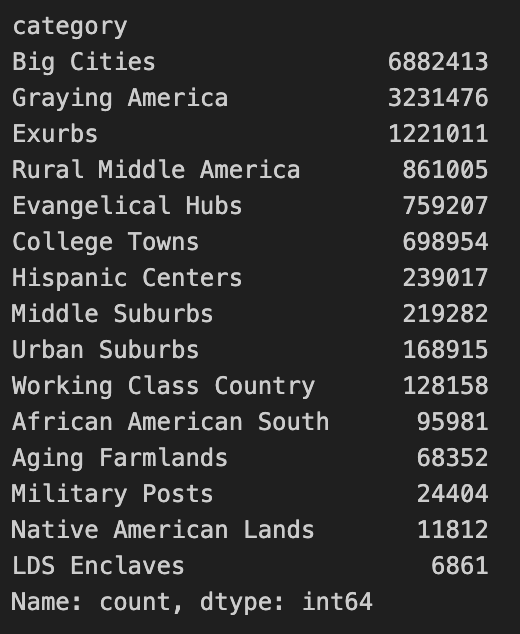 category
Big Cities 6882413
Graying America 3231476
Exurbs 1221011
Rural Middle America 861005
Evangelical Hubs 759207
College Towns 698954
Hispanic Centers 239017
Middle Suburbs 219282
Urban Suburbs 168915
Working Class Country 128158
African American South 95981
Aging Farmlands 68352
Military Posts 24404
Native American Lands 11812
LDS Enclaves 6861
Name: count, dtype: int64